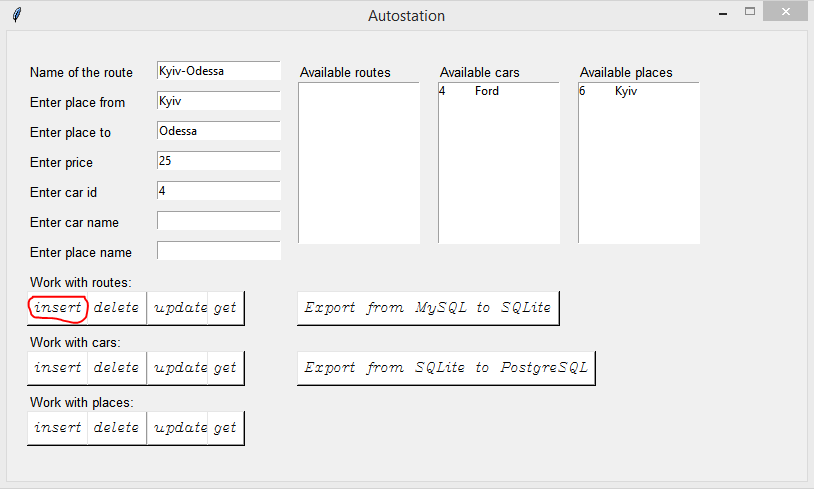 Autostation
Name of the route Kyiv-Odessa
Enter place from Kyiv
Enter place to Odessa
Enter price 25
Enter car id 4
Enter car name
Enter place name
Available routes
Available cars
4 Ford
Available places
6 Kyiv
Work with routes:
insert delete update get
Export from MySQL to SQLite
Work with cars:
insert delete update get
Export from SQLite to PostgreSQL
Work with places:
insert delete update get